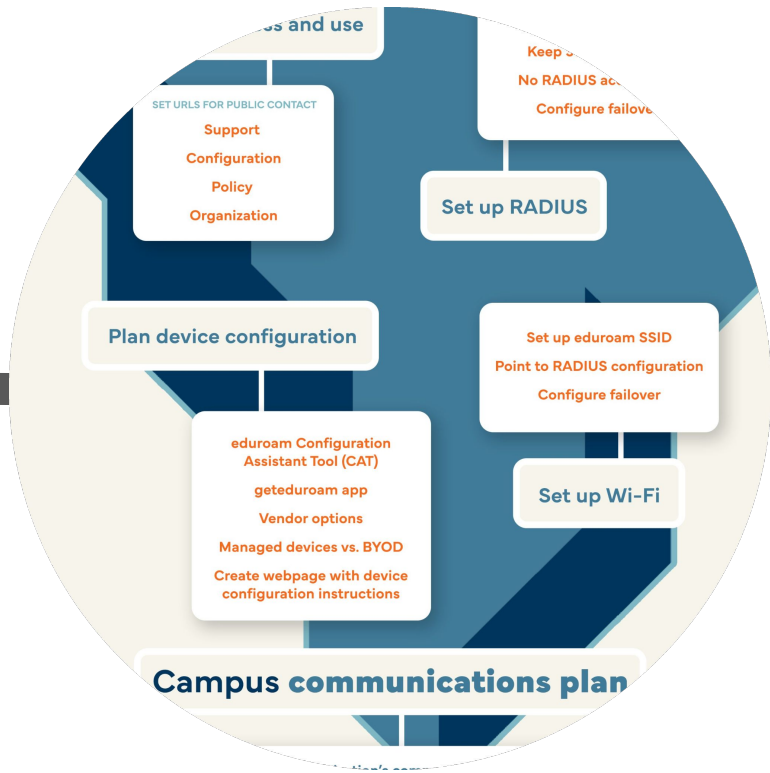 and use
SET URLS FOR PUBLIC CONTACT
Support
Configuration
Policy
Organization
Keep
No RADIUS
Configure
Set up RADIUS
Plan device configuration
eduroam Configuration
Assistant Tool (CAT)
geteduroam app
Vendor options
Managed devices vs. BYOD
Create webpage with device
configuration instructions
Set up eduroam SSID
Point to RADIUS configuration
Configure failover
Set up Wi-Fi
Campus communications plan